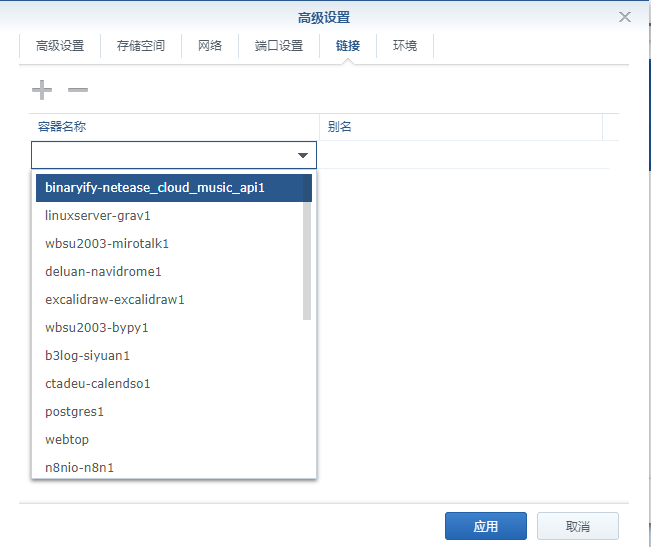 高级设置
高级设置 存储空间 网络 端口设置 链接 环境
容器名称 别名
binaryify-netease_cloud_music_api1
linuxserver-grav1
wbsu2003-mirotalk1
deluan-navidrome1
excalidraw-excalidraw1
wbsu2003-bypy1
b3log-siyuan1
ctadeu-calendso1
postgres1
webtop
n8nio-n8n1
应用 取消